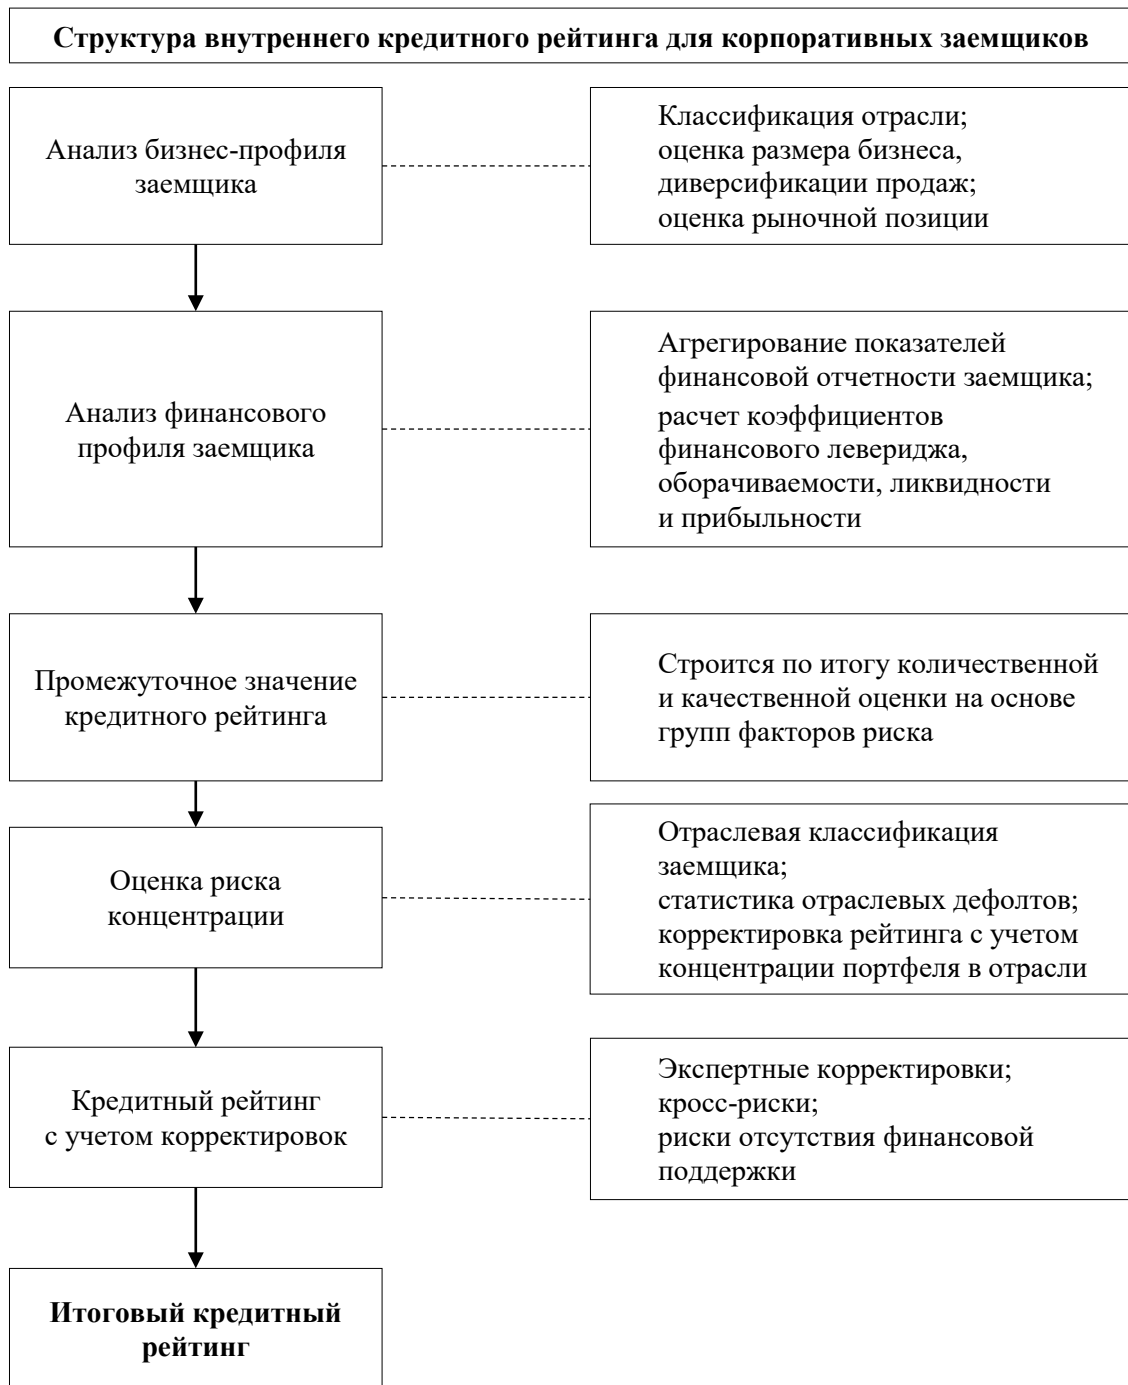 Структура внутреннего кредитного рейтинга для корпоративных заемщиков
Анализ бизнес-профиля
заемщика
Классификация отрасли;
оценка размера бизнеса,
диверсификации продаж;
оценка рыночной позиции
Анализ финансового
профиля заемщика
Агрегирование показателей
финансовой отчетности заемщика;
расчет коэффициентов
финансового левериджа,
оборачиваемости, ликвидности
и прибыльности
Промежуточное значение
кредитного рейтинга
Строится по итогу количественной
и качественной оценки на основе
групп факторов риска
Оценка риска
концентрации
Отраслевая классификация
заемщика;
статистика отраслевых дефолтов;
корректировка рейтинга с учетом
концентрации портфеля в отрасли
Кредитный рейтинг
с учетом корректировок
Экспертные корректировки;
кросс-риски;
риски отсутствия финансовой
поддержки
Итоговый кредитный
рейтинг